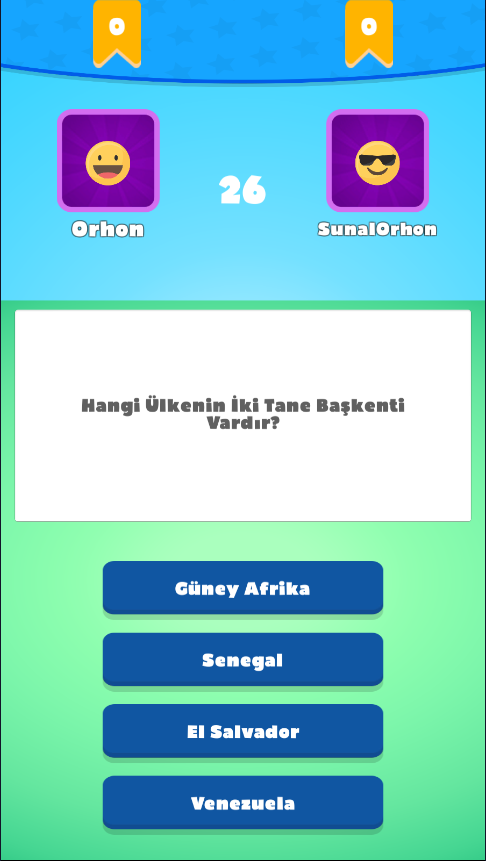 0
0
26
Orhon
SunalOrhon
Hangi Ülkenin İki Tane Başkenti
Vardır?
Güney Afrika
Senegal
El Salvador
Venezuela